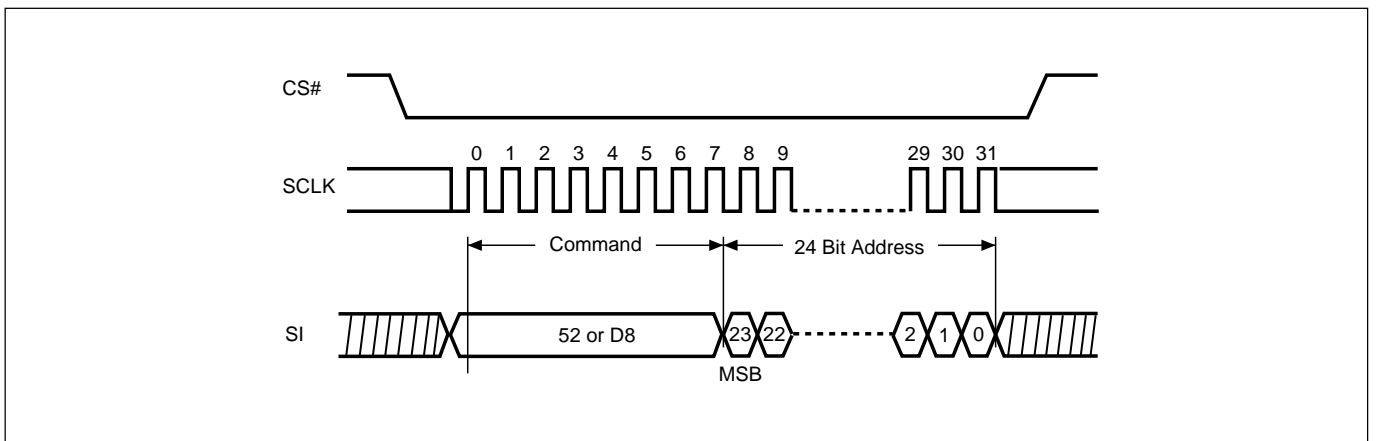 CS#
0 1 2 3 4 5 6 7 8 9 29 30 31
SCLK
Command 24 Bit Address
SI 52 or D8 23 22 2 1 0
MSB